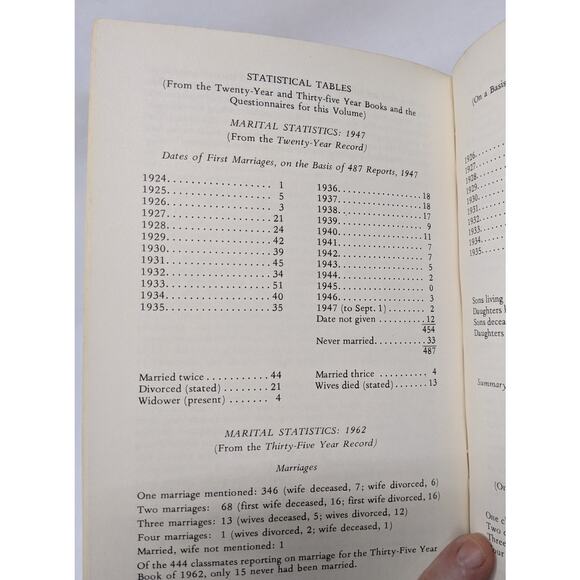 STATISTICAL TABLES
(From the Twenty-Year and Thirty-five Year Books and the
Questionnaires for this Volume)
MARITAL STATISTICS: 1947
(From the Twenty-Year Record)
Dates of First Marriages, on the Basis of 487 Reports, 1947
1924 . . . . . . . . . . . . . . . . . . 1
1925 . . . . . . . . . . . . . . . . . . 5
1926 . . . . . . . . . . . . . . . . . . 3
1927 . . . . . . . . . . . . . . . . . . 21
1928 . . . . . . . . . . . . . . . . . . 24
1929 . . . . . . . . . . . . . . . . . . 42
1930 . . . . . . . . . . . . . . . . . . 39
1931 . . . . . . . . . . . . . . . . . . 45
1932 . . . . . . . . . . . . . . . . . . 34
1933 . . . . . . . . . . . . . . . . . . 51
1934 . . . . . . . . . . . . . . . . . . 40
1935 . . . . . . . . . . . . . . . . . . 35
1936 . . . . . . . . . . . . . . . . . . 18
1937 . . . . . . . . . . . . . . . . . . 18
1938 . . . . . . . . . . . . . . . . . . 17
1939 . . . . . . . . . . . . . . . . . . 9
1940 . . . . . . . . . . . . . . . . . . 11
1941 . . . . . . . . . . . . . . . . . . 7
1942 . . . . . . . . . . . . . . . . . . 7
1943 . . . . . . . . . . . . . . . . . . 5
1944 . . . . . . . . . . . . . . . . . . 2
1945 . . . . . . . . . . . . . . . . . . 0
1946 . . . . . . . . . . . . . . . . . . 3
1947 (to Sept. 1) . . . . . . . . 2
Date not given . . . . . . . . . 12
454
Never married . . . . . . . . . . 33
487
Married twice . . . . . . . . . . . 44
Divorced (stated) . . . . . . . . 21
Widower (present) . . . . . . . 4
Married thrice . . . . . . . . . . 4
Wives died (stated) . . . . . . 13
MARITAL STATISTICS: 1962
(From the Thirty-Five Year Record)
Marriages
One marriage mentioned: 346 (wife deceased, 7; wife divorced, 6)
Two marriages: 68 (first wife deceased, 16; first wife divorced, 16)
Three marriages: 13 (wives deceased, 5; wives divorced, 12)
Four marriages: 1 (wives divorced, 2; wife deceased, 1)
Married, wife not mentioned: 1
Of the 444 classmates reporting on marriage for the Thirty-Five Year
Book of 1962, only 15 never had been married.
(On a Basis
1926
1927
1928
1929
1930
1931
1932
1933
1934
1935
Sons living
Daughters
Sons decea
Daughters
Summary
(On
One c
Two c
Three
Four